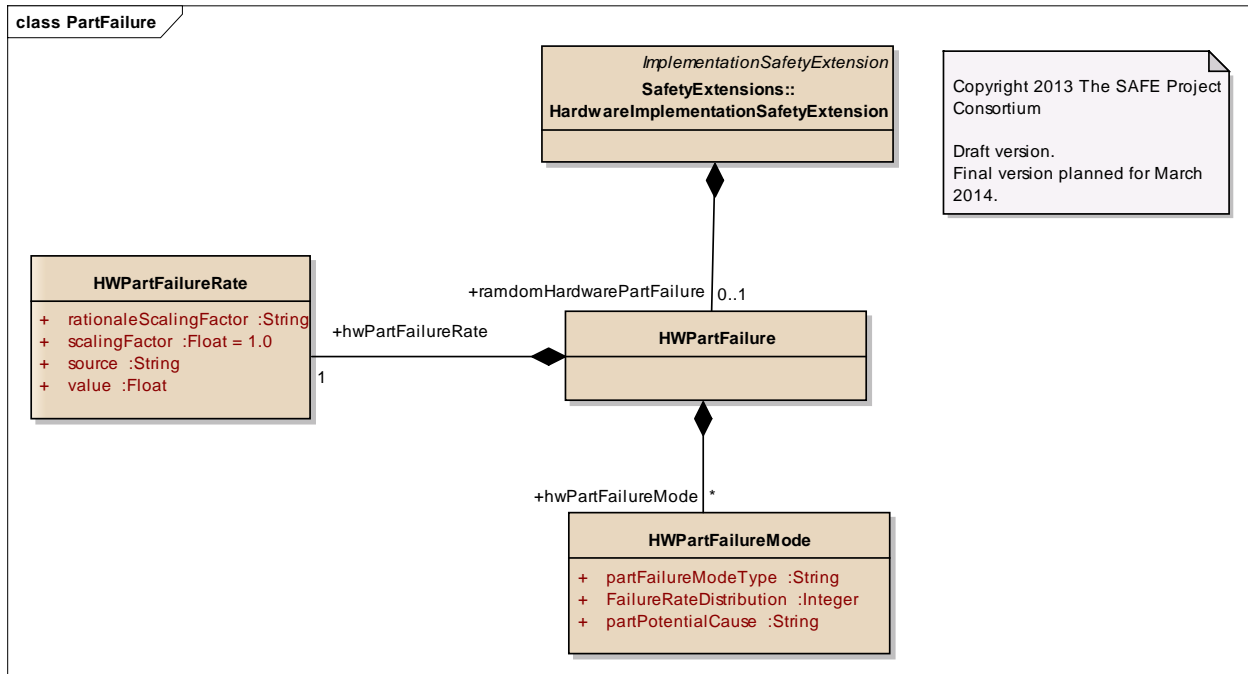 class PartFailure
ImplementationSafetyExtension
SafetyExtensions::
HardwareImplementationSafetyExtension
Copyright 2013 The SAFE Project
Consortium
Draft version.
Final version planned for March
2014.
+ramdomHardwarePartFailure 0..1
HWPartFailureRate
+ rationaleScalingFactor :String
+ scalingFactor :Float = 1.0
+ source :String
+ value :Float
+hwPartFailureRate
1
HWPartFailure
+hwPartFailureMode *
HWPartFailureMode
+ partFailureModeType :String
+ FailureRateDistribution :Integer
+ partPotentialCause :String